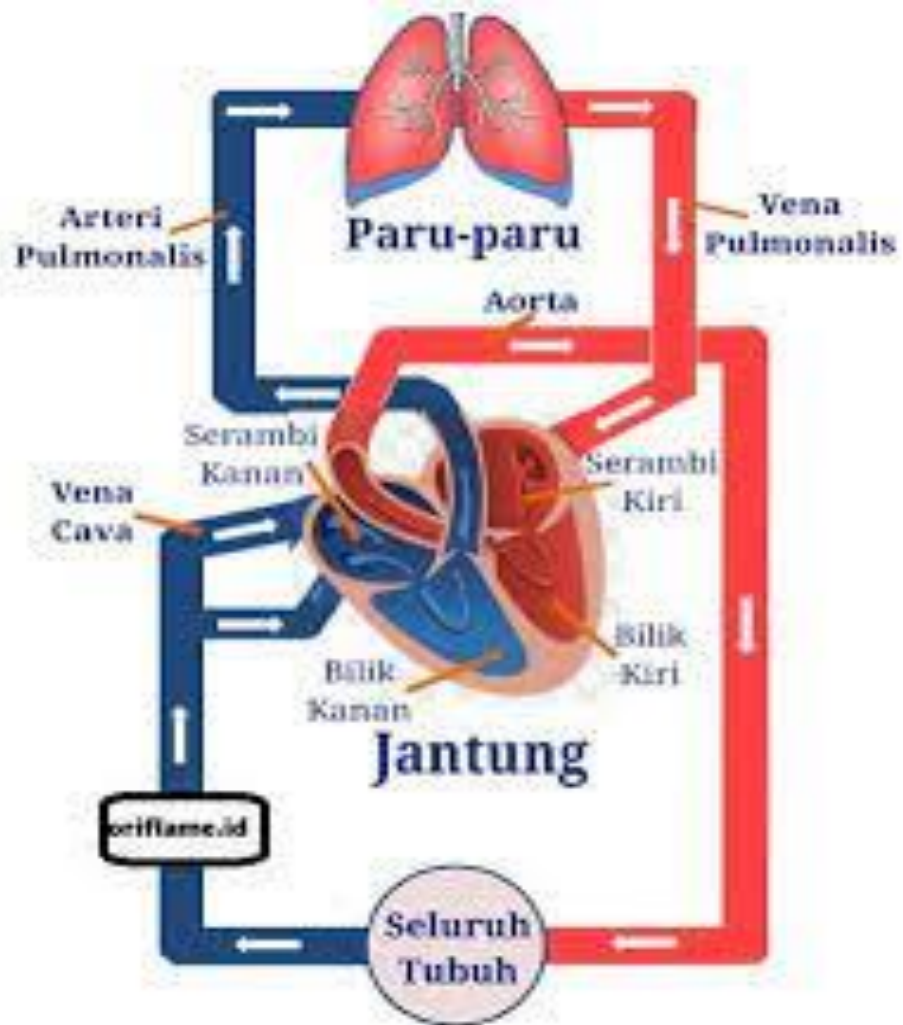 Paru-paru
Arteri
Pulmonalis
Vena
Pulmonalis
Aorta
Serambi
Kanan
Serambi
Kiri
Vena
Cava
Bilik
Kiri
Bilik
Kanan
Jantung
oriflame.id
Seluruh
Tubuh